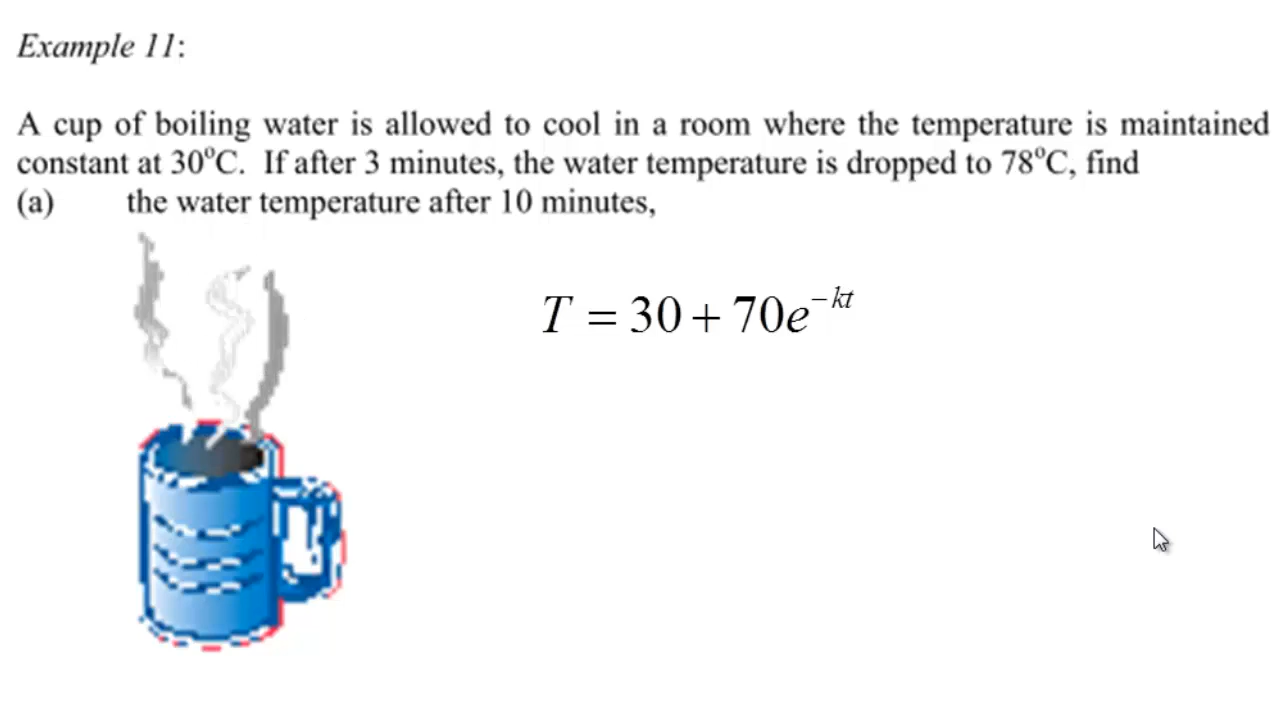 Example 11:
A cup of boiling water is allowed to cool in a room where the temperature is maintained
constant at 30°C. If after 3 minutes, the water temperature is dropped to 78°C, find
(a) the water temperature after 10 minutes,
T = 30 + 70e^{-kt}